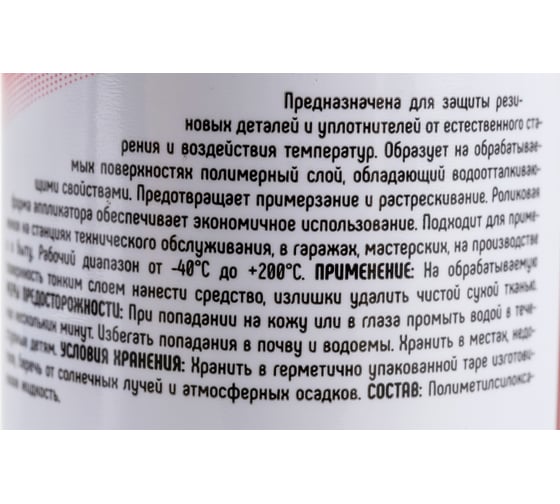 Предназначена для защиты рези-
новых деталей и уплотнителей от естественного ста-
рения и воздействия температур. Образует на обрабатывае-
мых поверхностях полимерный слой, обладающий водоотталкиваю-
щими свойствами. Предотвращает примерзание и растрескивание. Роликовая
форма аппликатора обеспечивает экономичное использование. Подходит для приме-
на станциях технического обслуживания, в гаражах, мастерских, на производстве
и в быту. Рабочий диапазон от -40°С до +200°С. ПРИМЕНЕНИЕ: На обрабатываемую
поверхность тонким слоем нанести средство, излишки удалить чистой сухой тканью.
ПРЕДОСТОРОЖНОСТИ: При попадании на кожу или в глаза промыть водой в тече-
нескольких минут. Избегать попадания в почву и водоемы. Хранить в местах, недо-
детям. УСЛОВИЯ ХРАНЕНИЯ: Хранить в герметично упакованной таре изготови-
Беречь от солнечных лучей и атмосферных осадков. СОСТАВ: Полиметилсилокса-
жидкость.